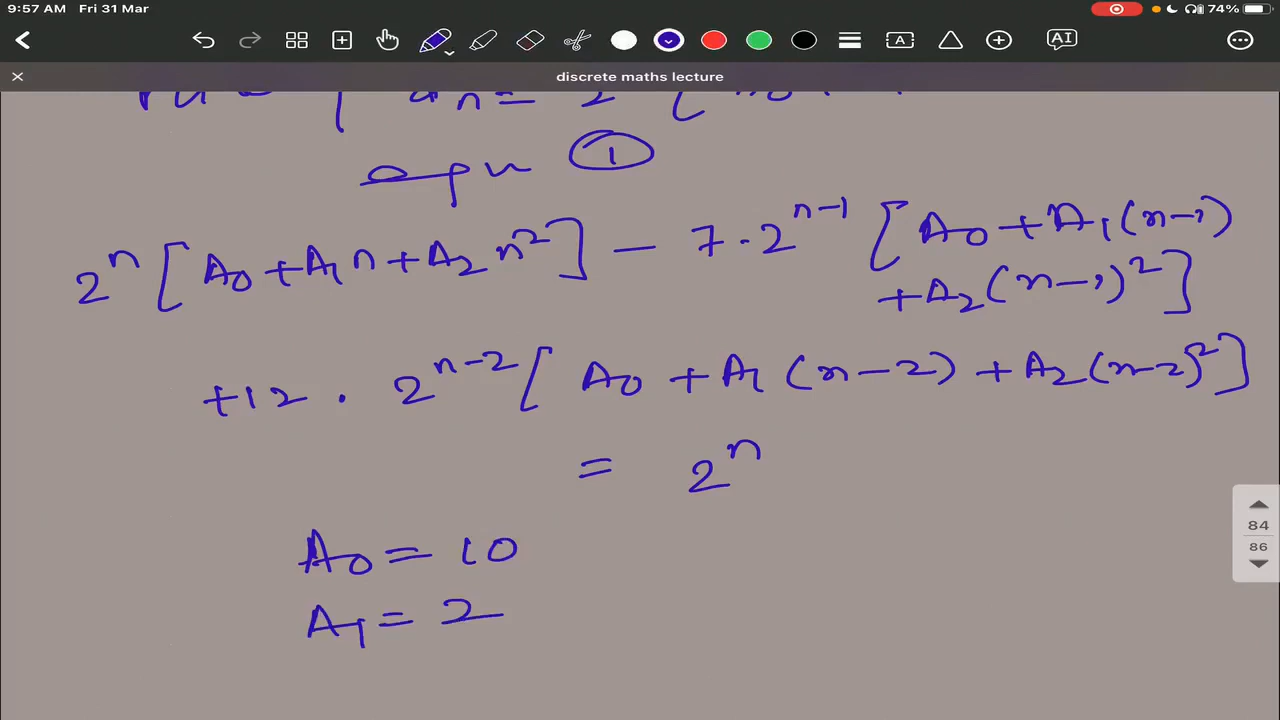 9:57 AM Fri 31 Mar
74%
A
AI
discrete maths lecture
eqn ①
2^n [A₀ + A₁ n + A₂ n²] — 7 · 2^{n-1} [A₀ + A₁ (n-1)
+ A₂ (n-1)²]
+12 · 2^{n-2} [A₀ + A₁ (n-2) + A₂ (n-2)²]
= 2^n
A₀ = 10
A₁ = 2
84
86